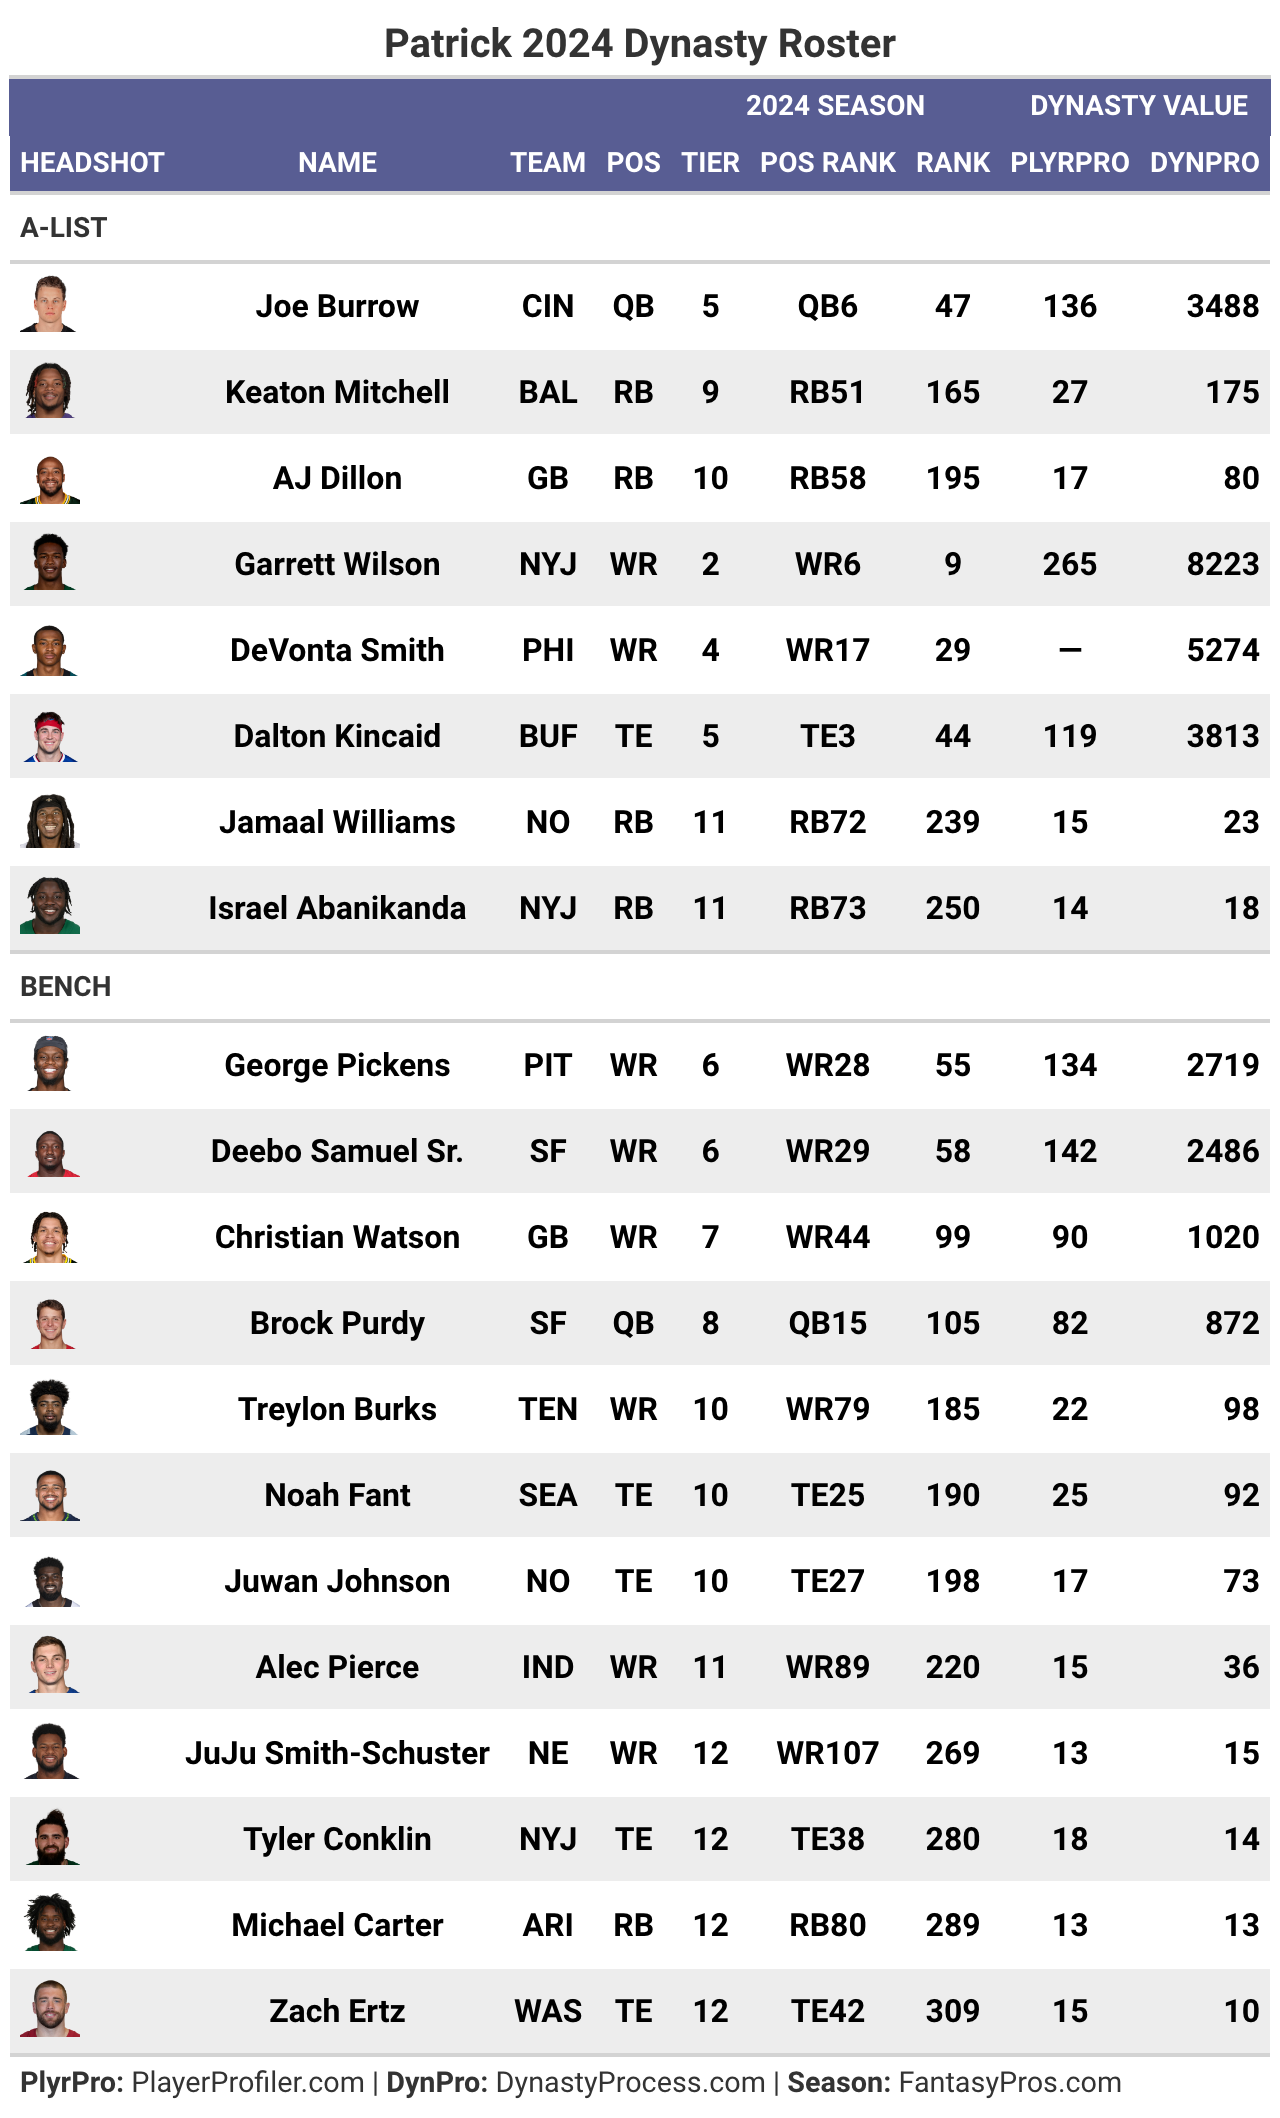 Patrick 2024 Dynasty Roster
2024 SEASON DYNASTY VALUE
HEADSHOT NAME TEAM POS TIER POS RANK RANK PLYRPRO DYNPRO
A-LIST
Joe Burrow CIN QB 5 QB6 47 136 3488
Keaton Mitchell BAL RB 9 RB51 165 27 175
AJ Dillon GB RB 10 RB58 195 17 80
Garrett Wilson NYJ WR 2 WR6 9 265 8223
DeVonta Smith PHI WR 4 WR17 29 — 5274
Dalton Kincaid BUF TE 5 TE3 44 119 3813
Jamaal Williams NO RB 11 RB72 239 15 23
Israel Abanikanda NYJ RB 11 RB73 250 14 18
BENCH
George Pickens PIT WR 6 WR28 55 134 2719
Deebo Samuel Sr. SF WR 6 WR29 58 142 2486
Christian Watson GB WR 7 WR44 99 90 1020
Brock Purdy SF QB 8 QB15 105 82 872
Treylon Burks TEN WR 10 WR79 185 22 98
Noah Fant SEA TE 10 TE25 190 25 92
Juwan Johnson NO TE 10 TE27 198 17 73
Alec Pierce IND WR 11 WR89 220 15 36
JuJu Smith-Schuster NE WR 12 WR107 269 13 15
Tyler Conklin NYJ TE 12 TE38 280 18 14
Michael Carter ARI RB 12 RB80 289 13 13
Zach Ertz WAS TE 12 TE42 309 15 10
PlyrPro: PlayerProfiler.com | DynPro: DynastyProcess.com | Season: FantasyPros.com